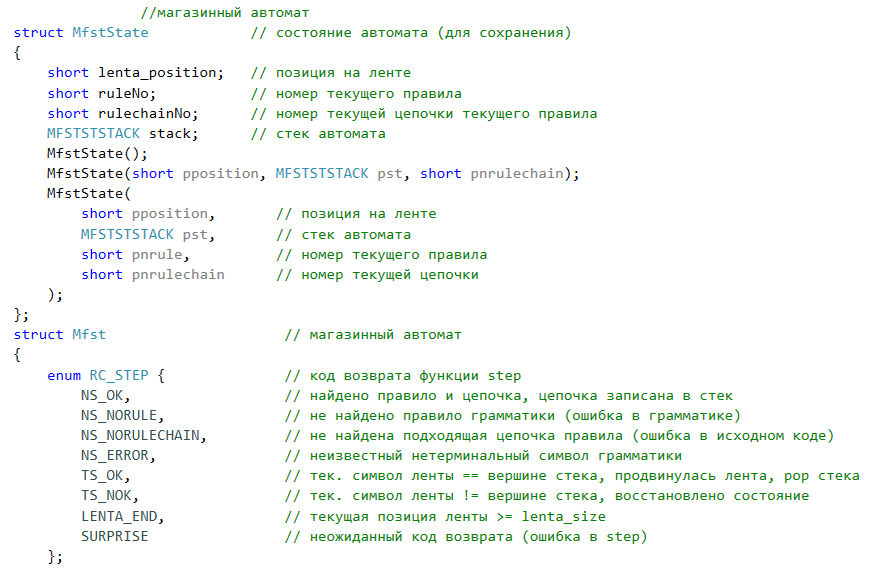 //магазинный автомат
struct MfstState // состояние автомата (для сохранения)
{
short lenta_position; // позиция на ленте
short ruleNo; // номер текущего правила
short rulechainNo; // номер текущей цепочки текущего правила
MFSTSTSTACK stack; // стек автомата
MfstState();
MfstState(short pposition, MFSTSTSTACK pst, short pnrulechain);
MfstState(
short pposition, // позиция на ленте
MFSTSTSTACK pst, // стек автомата
short pnrule, // номер текущего правила
short pnrulechain // номер текущей цепочки
);
};
struct Mfst // магазинный автомат
{
enum RC_STEP { // код возврата функции step
NS_OK, // найдено правило и цепочка, цепочка записана в стек
NS_NORULE, // не найдено правило грамматики (ошибка в грамматике)
NS_NORULECHAIN, // не найдена подходящая цепочка правила (ошибка в исходном коде)
NS_ERROR, // неизвестный нетерминальный символ грамматики
TS_OK, // тек. символ ленты == вершине стека, продвинулась лента, pop стека
TS_NOK, // тек. символ ленты != вершине стека, восстановлено состояние
LENTA_END, // текущая позиция ленты >= lenta_size
SURPRISE // неожиданный код возврата (ошибка в step)
};